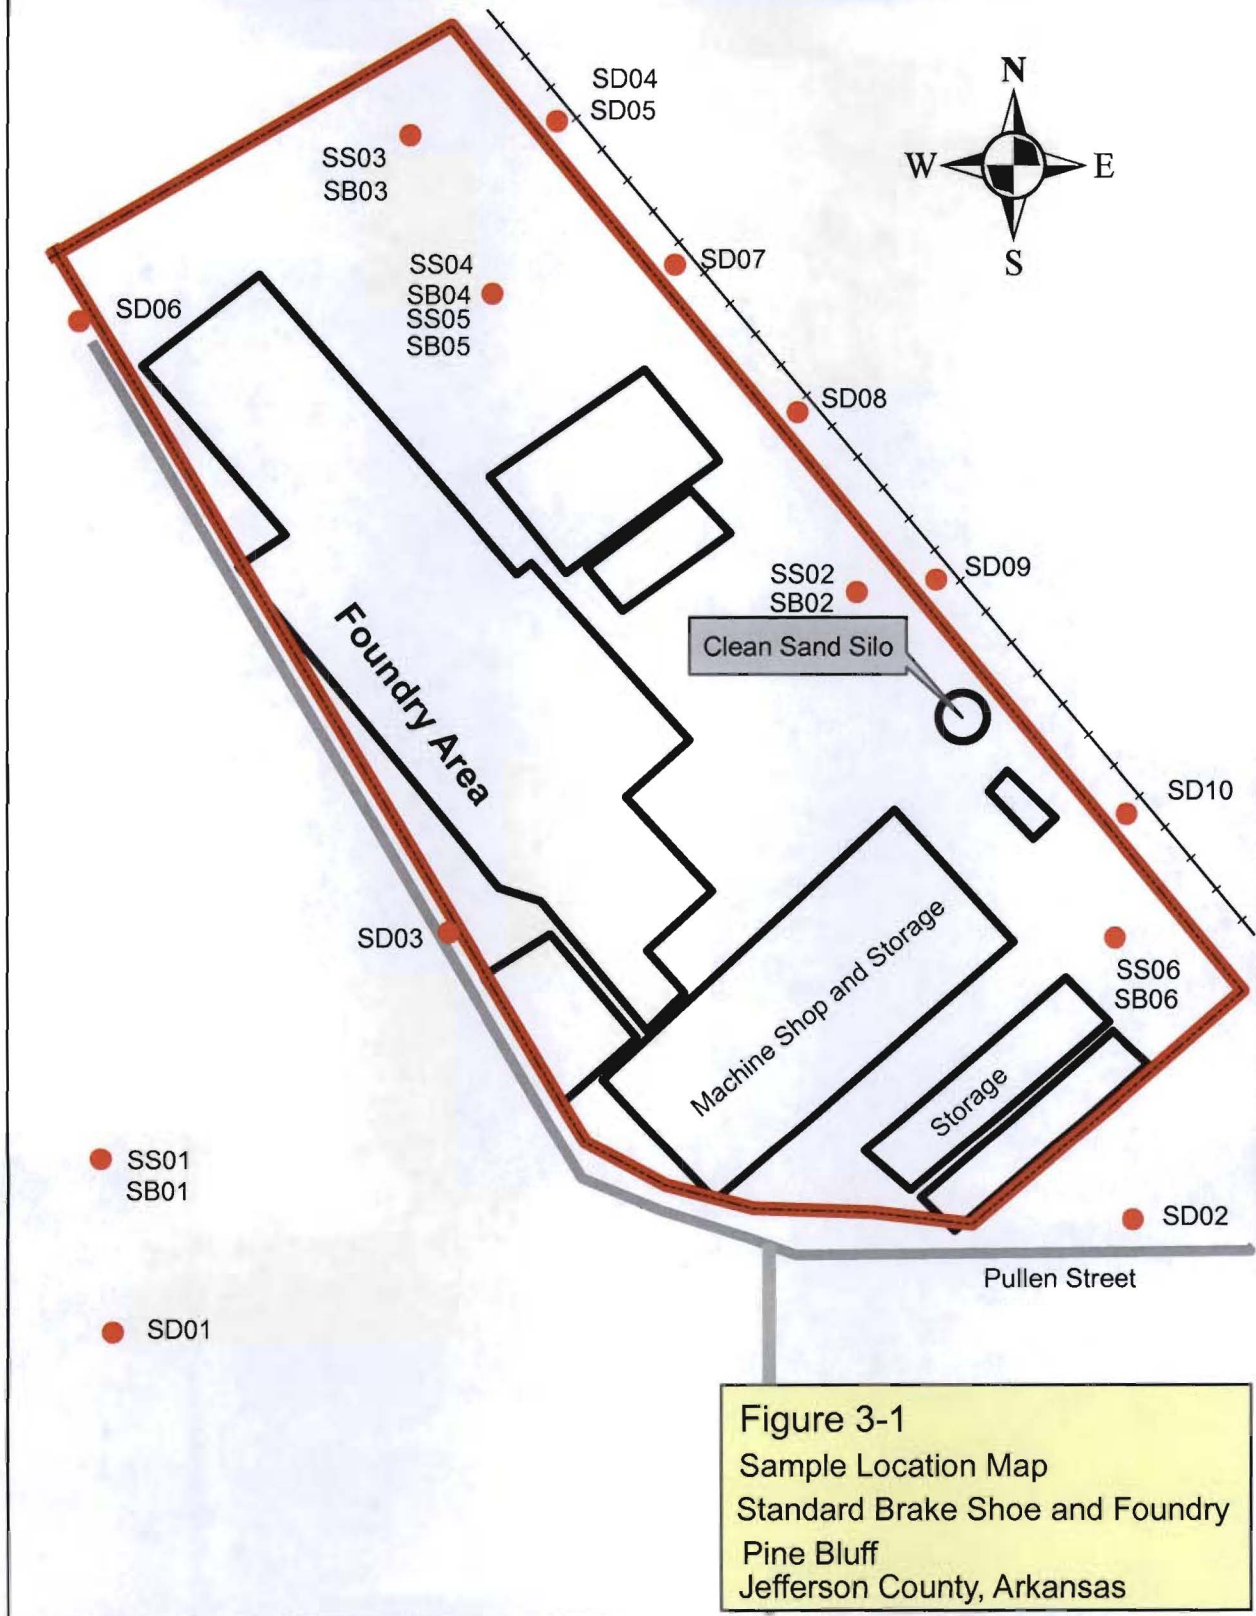 SD04
SD05
N
W
E
S
SS03
SB03
SD07
SS04
SB04
SS05
SB05
SD06
SD08
SS02
SB02
SD09
Clean Sand Silo
Foundry Area
SD10
SD03
Machine Shop and Storage
SS06
SB06
Storage
SS01
SB01
SD02
Pullen Street
SD01
Figure 3-1
Sample Location Map
Standard Brake Shoe and Foundry
Pine Bluff
Jefferson County, Arkansas